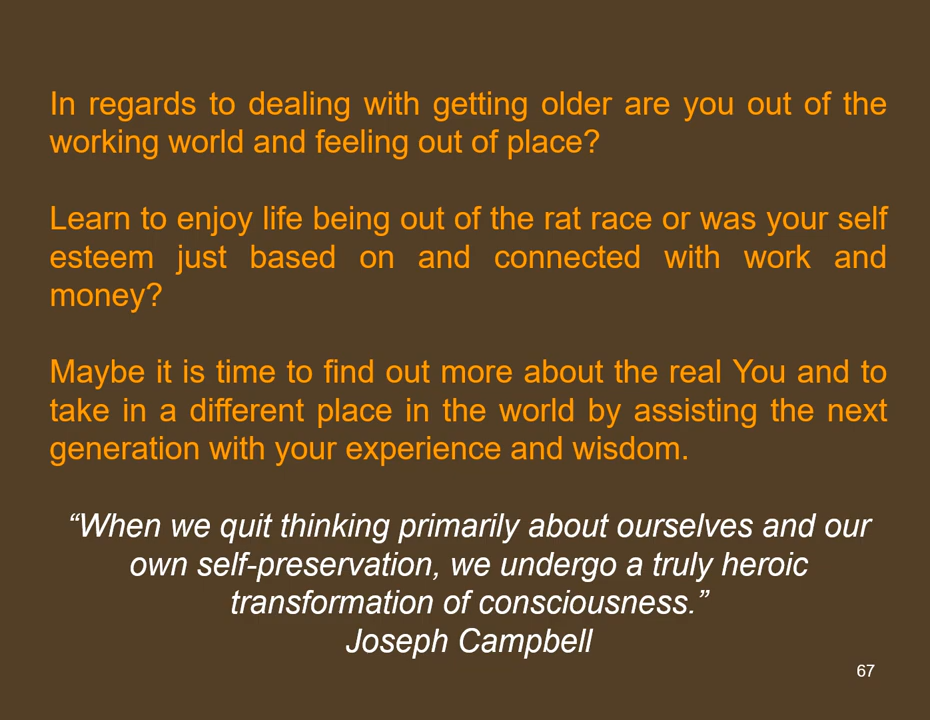 In regards to dealing with getting older are you out of the
working world and feeling out of place?
Learn to enjoy life being out of the rat race or was your self
esteem just based on and connected with work and
money?
Maybe it is time to find out more about the real You and to
take in a different place in the world by assisting the next
generation with your experience and wisdom.
“When we quit thinking primarily about ourselves and our
own self-preservation, we undergo a truly heroic
transformation of consciousness.”
Joseph Campbell
67